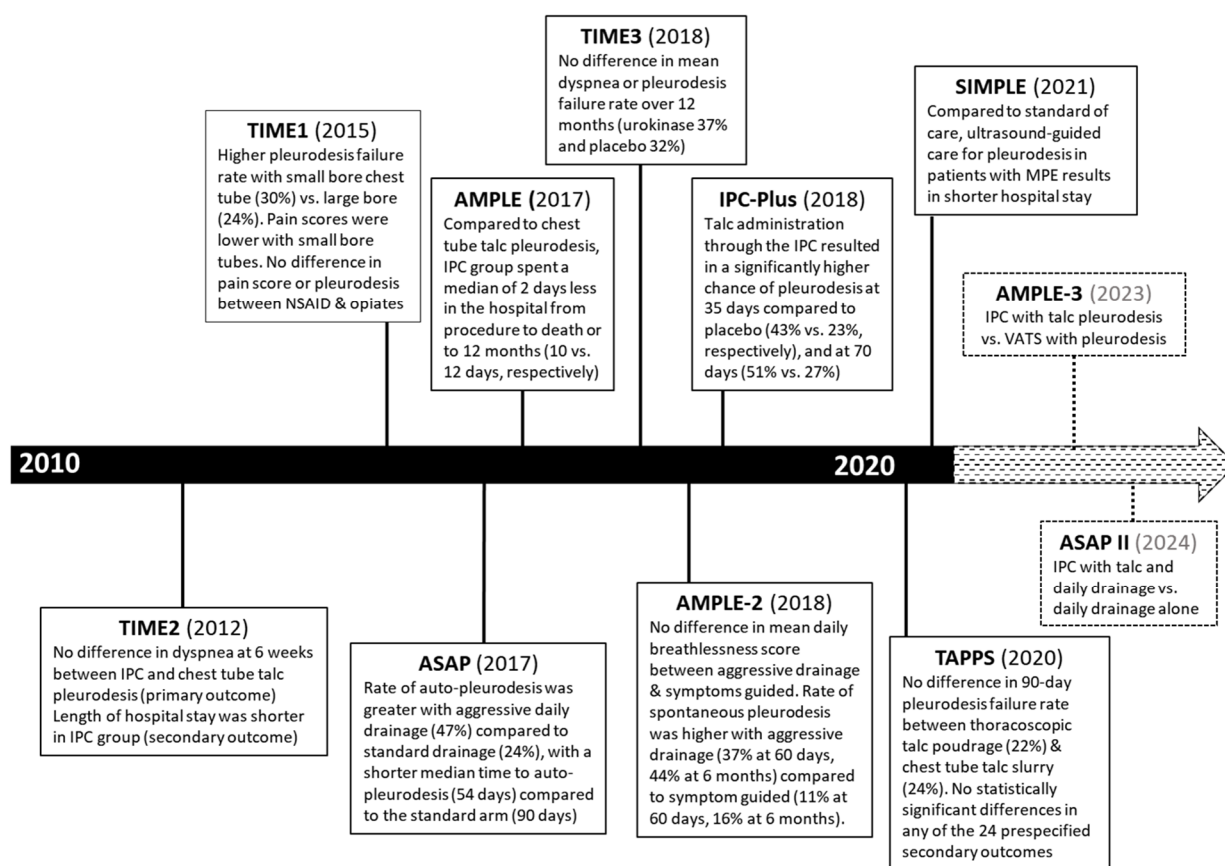 TIME3 (2018)
No difference in mean
dyspnea or pleurodesis
failure rate over 12
months (urokinase 37%
and placebo 32%)
SIMPLE (2021)
Compared to standard of
care, ultrasound-guided
care for pleurodesis in
patients with MPE results
in shorter hospital stay
TIME1 (2015)
Higher pleurodesis failure
rate with small bore chest
tube (30%) vs. large bore
(24%). Pain scores were
lower with small bore
tubes. No difference in
pain score or pleurodesis
between NSAID & opiates
AMPLE (2017)
Compared to chest
tube talc pleurodesis,
IPC group spent a
median of 2 days less
in the hospital from
procedure to death or
to 12 months (10 vs.
12 days, respectively)
IPC-Plus (2018)
Talc administration
through the IPC resulted
in a significantly higher
chance of pleurodesis at
35 days compared to
placebo (43% vs. 23%,
respectively), and at 70
days (51% vs. 27%)
AMPLE-3 (2023)
IPC with talc pleurodesis
vs. VATS with pleurodesis
2010
2020
TIME2 (2012)
No difference in dyspnea at 6 weeks
between IPC and chest tube talc
pleurodesis (primary outcome)
Length of hospital stay was shorter
in IPC group (secondary outcome)
ASAP (2017)
Rate of auto-pleurodesis was
greater with aggressive daily
drainage (47%) compared to
standard drainage (24%), with a
shorter median time to auto-
pleurodesis (54 days) compared
to the standard arm (90 days)
AMPLE-2 (2018)
No difference in mean daily
breathlessness score
between aggressive drainage
& symptoms guided. Rate of
spontaneous pleurodesis
was higher with aggressive
drainage (37% at 60 days,
44% at 6 months) compared
to symptom guided (11% at
60 days, 16% at 6 months).
TAPPS (2020)
No difference in 90-day
pleurodesis failure rate
between thoracoscopic
talc poudrage (22%) &
chest tube talc slurry
(24%). No statistically
significant differences in
any of the 24 prespecified
secondary outcomes
ASAP II (2024)
IPC with talc and
daily drainage vs.
daily drainage alone